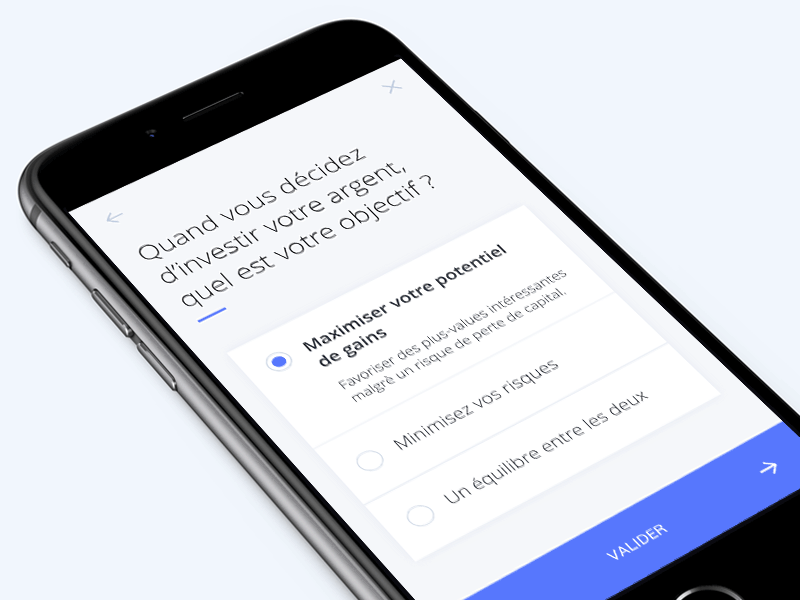 Quand vous décidez
d'investir votre argent,
quel est votre objectif ?
Maximiser votre potentiel
de gains
Favoriser des plus-values intéressantes
malgrè un risque de perte de capital.
Minimisez vos risques
Un équilibre entre les deux
VALIDER